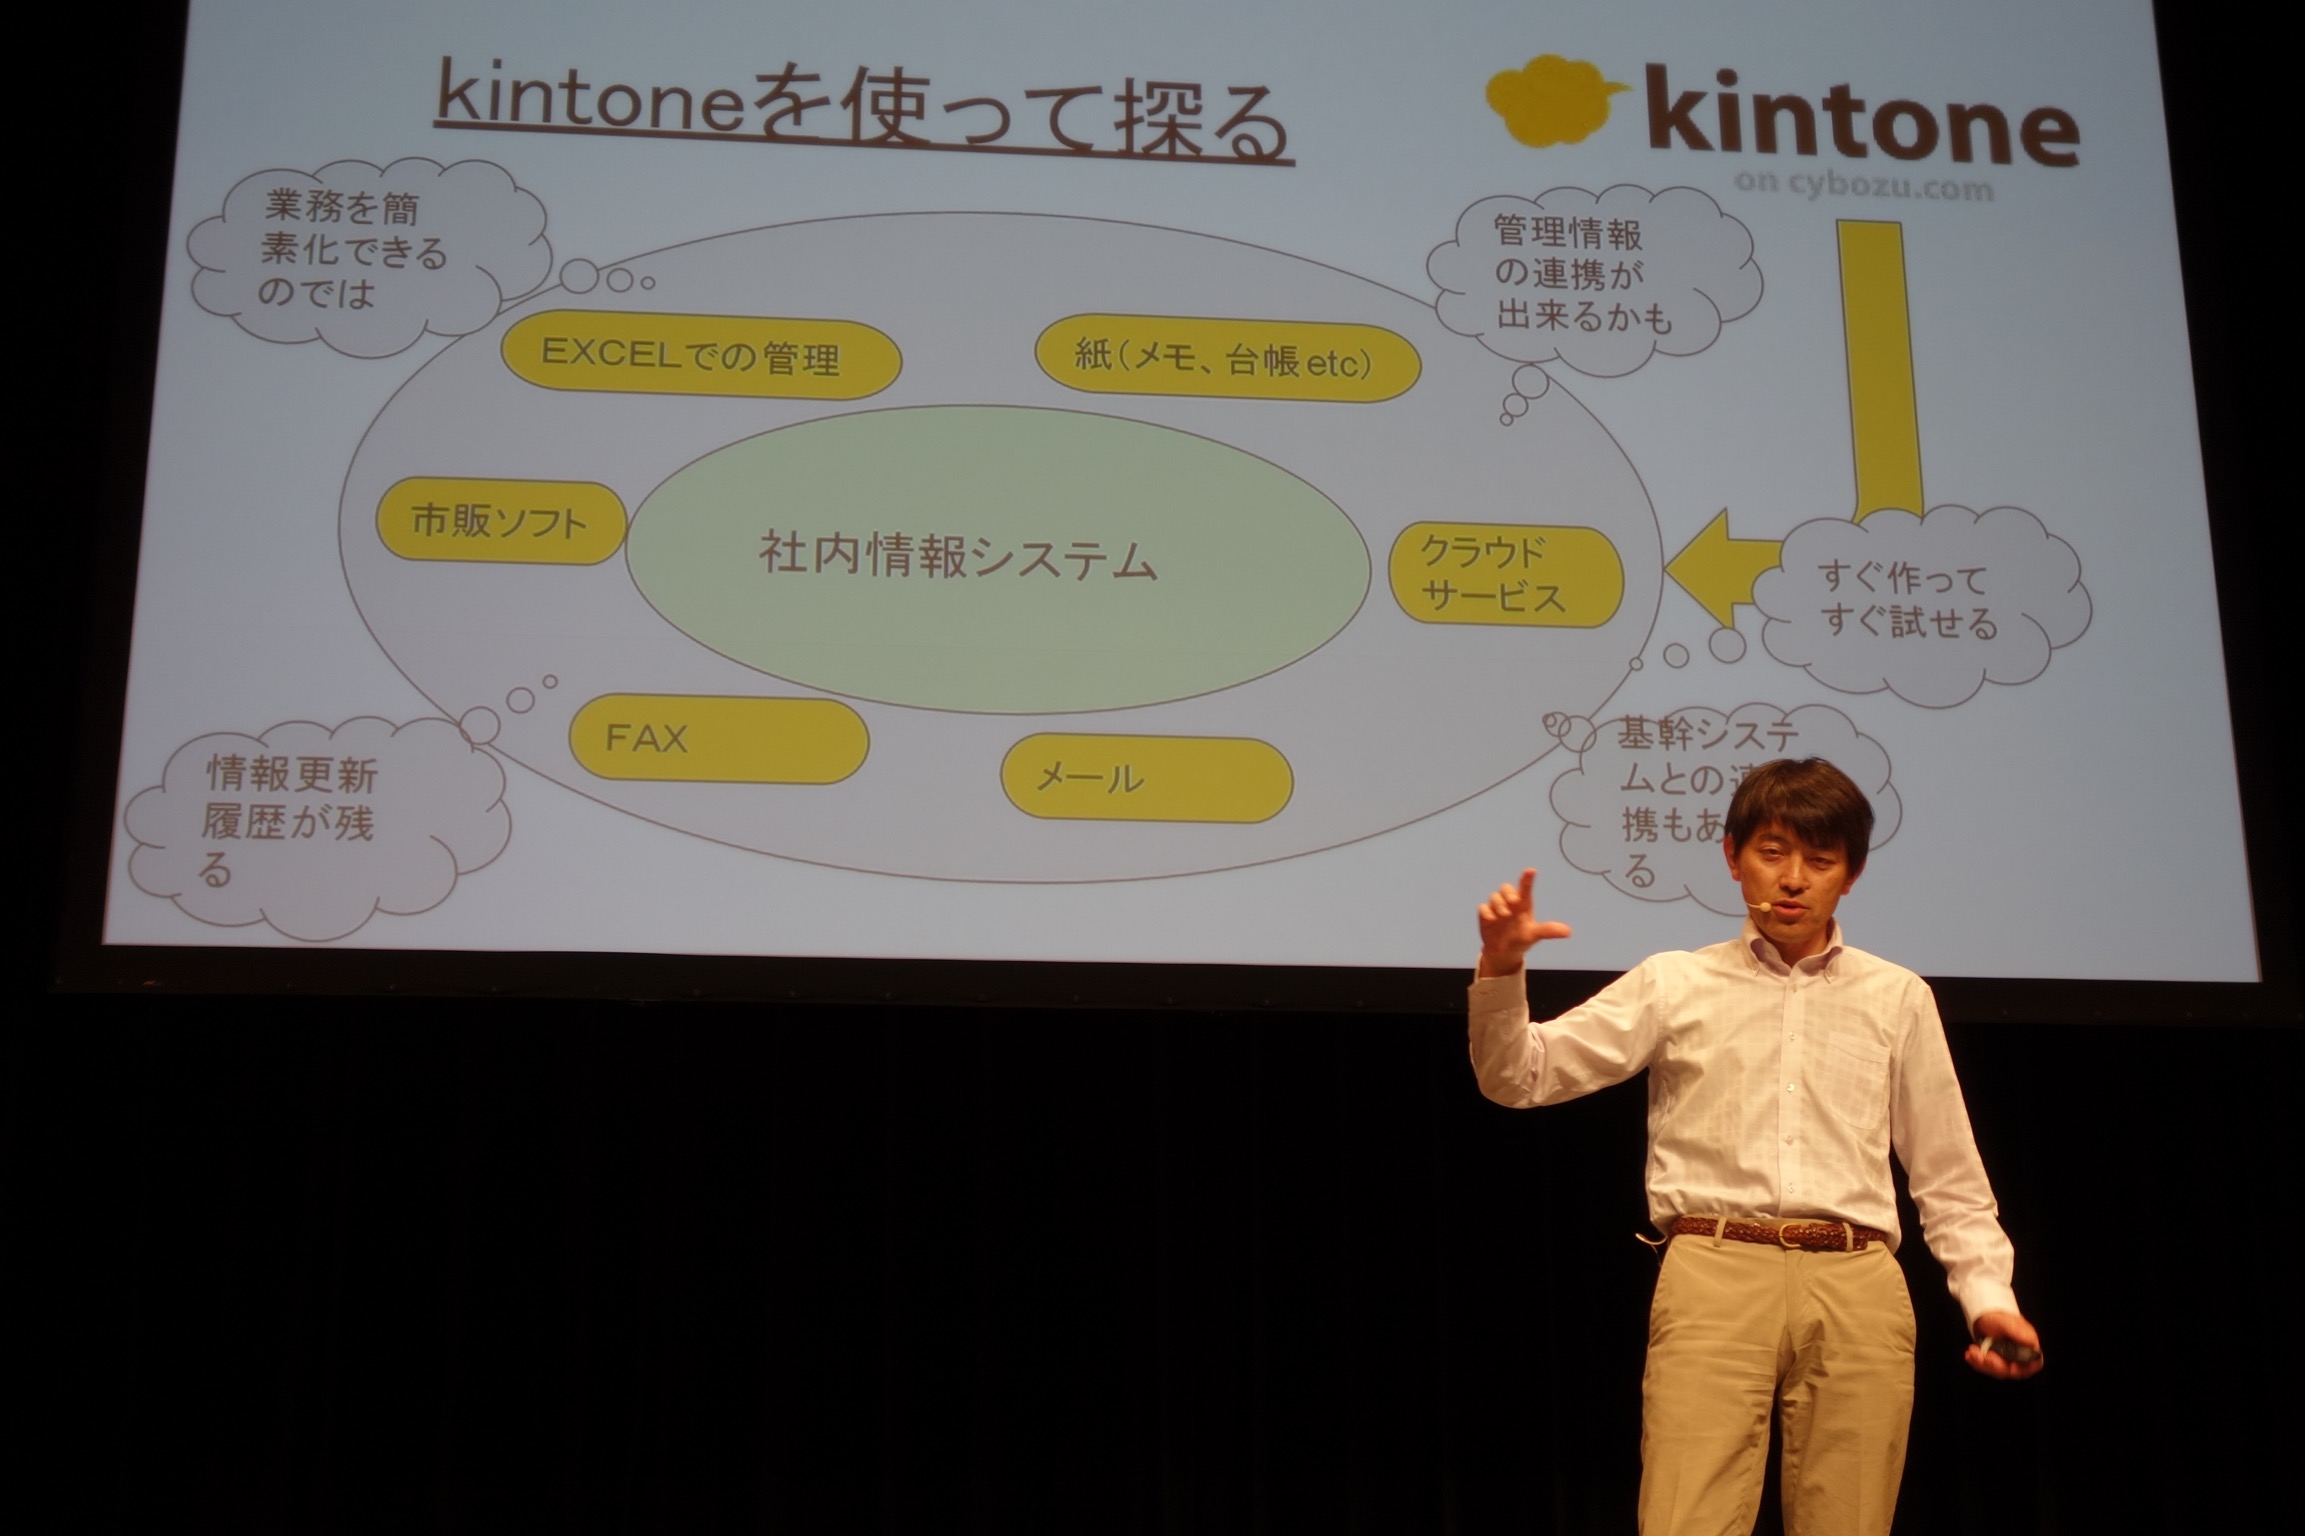 kintoneを使って探る
kintone
on cybozu.com
業務を簡
素化できる
のでは
管理情報
の連携が
出来るかも
EXCELでの管理
紙(メモ、台帳etc)
市販ソフト
社内情報システム
クラウド
サービス
すぐ作って
すぐ試せる
FAX
メール
情報更新
履歴が残
る
基幹システ
ムとの連
携もあ
る